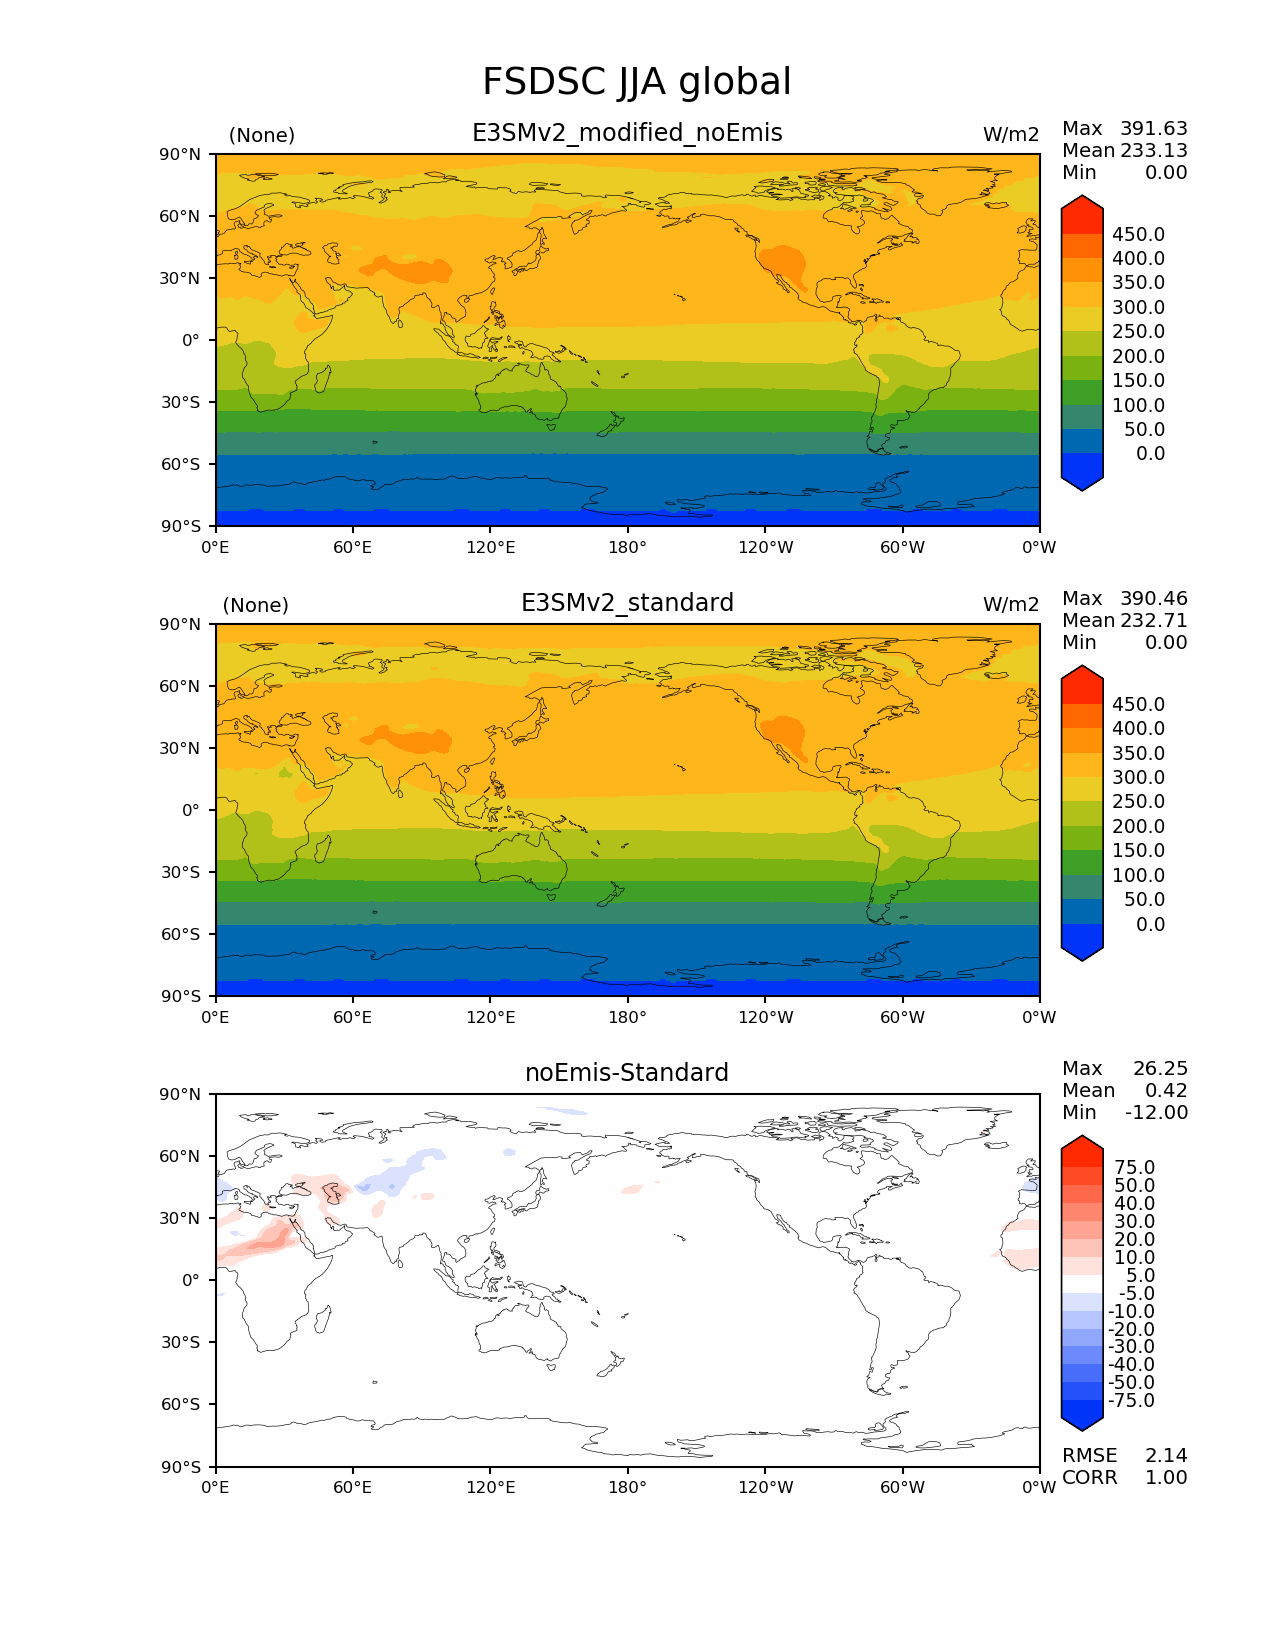 FSDSC JJA global
(None) E3SMv2_modified_noEmis W/m2
Max 391.63
Mean 233.13
Min 0.00
90°N
60°N
30°N
0°
30°S
60°S
90°S
0°E 60°E 120°E 180° 120°W 60°W 0°W
450.0
400.0
350.0
300.0
250.0
200.0
150.0
100.0
50.0
0.0
(None) E3SMv2_standard W/m2
Max 390.46
Mean 232.71
Min 0.00
90°N
60°N
30°N
0°
30°S
60°S
90°S
0°E 60°E 120°E 180° 120°W 60°W 0°W
450.0
400.0
350.0
300.0
250.0
200.0
150.0
100.0
50.0
0.0
noEmis-Standard
Max 26.25
Mean 0.42
Min -12.00
90°N
60°N
30°N
0°
30°S
60°S
90°S
0°E 60°E 120°E 180° 120°W 60°W 0°W
75.0
50.0
40.0
30.0
20.0
10.0
5.0
-5.0
-10.0
-20.0
-30.0
-40.0
-50.0
-75.0
RMSE 2.14
CORR 1.00